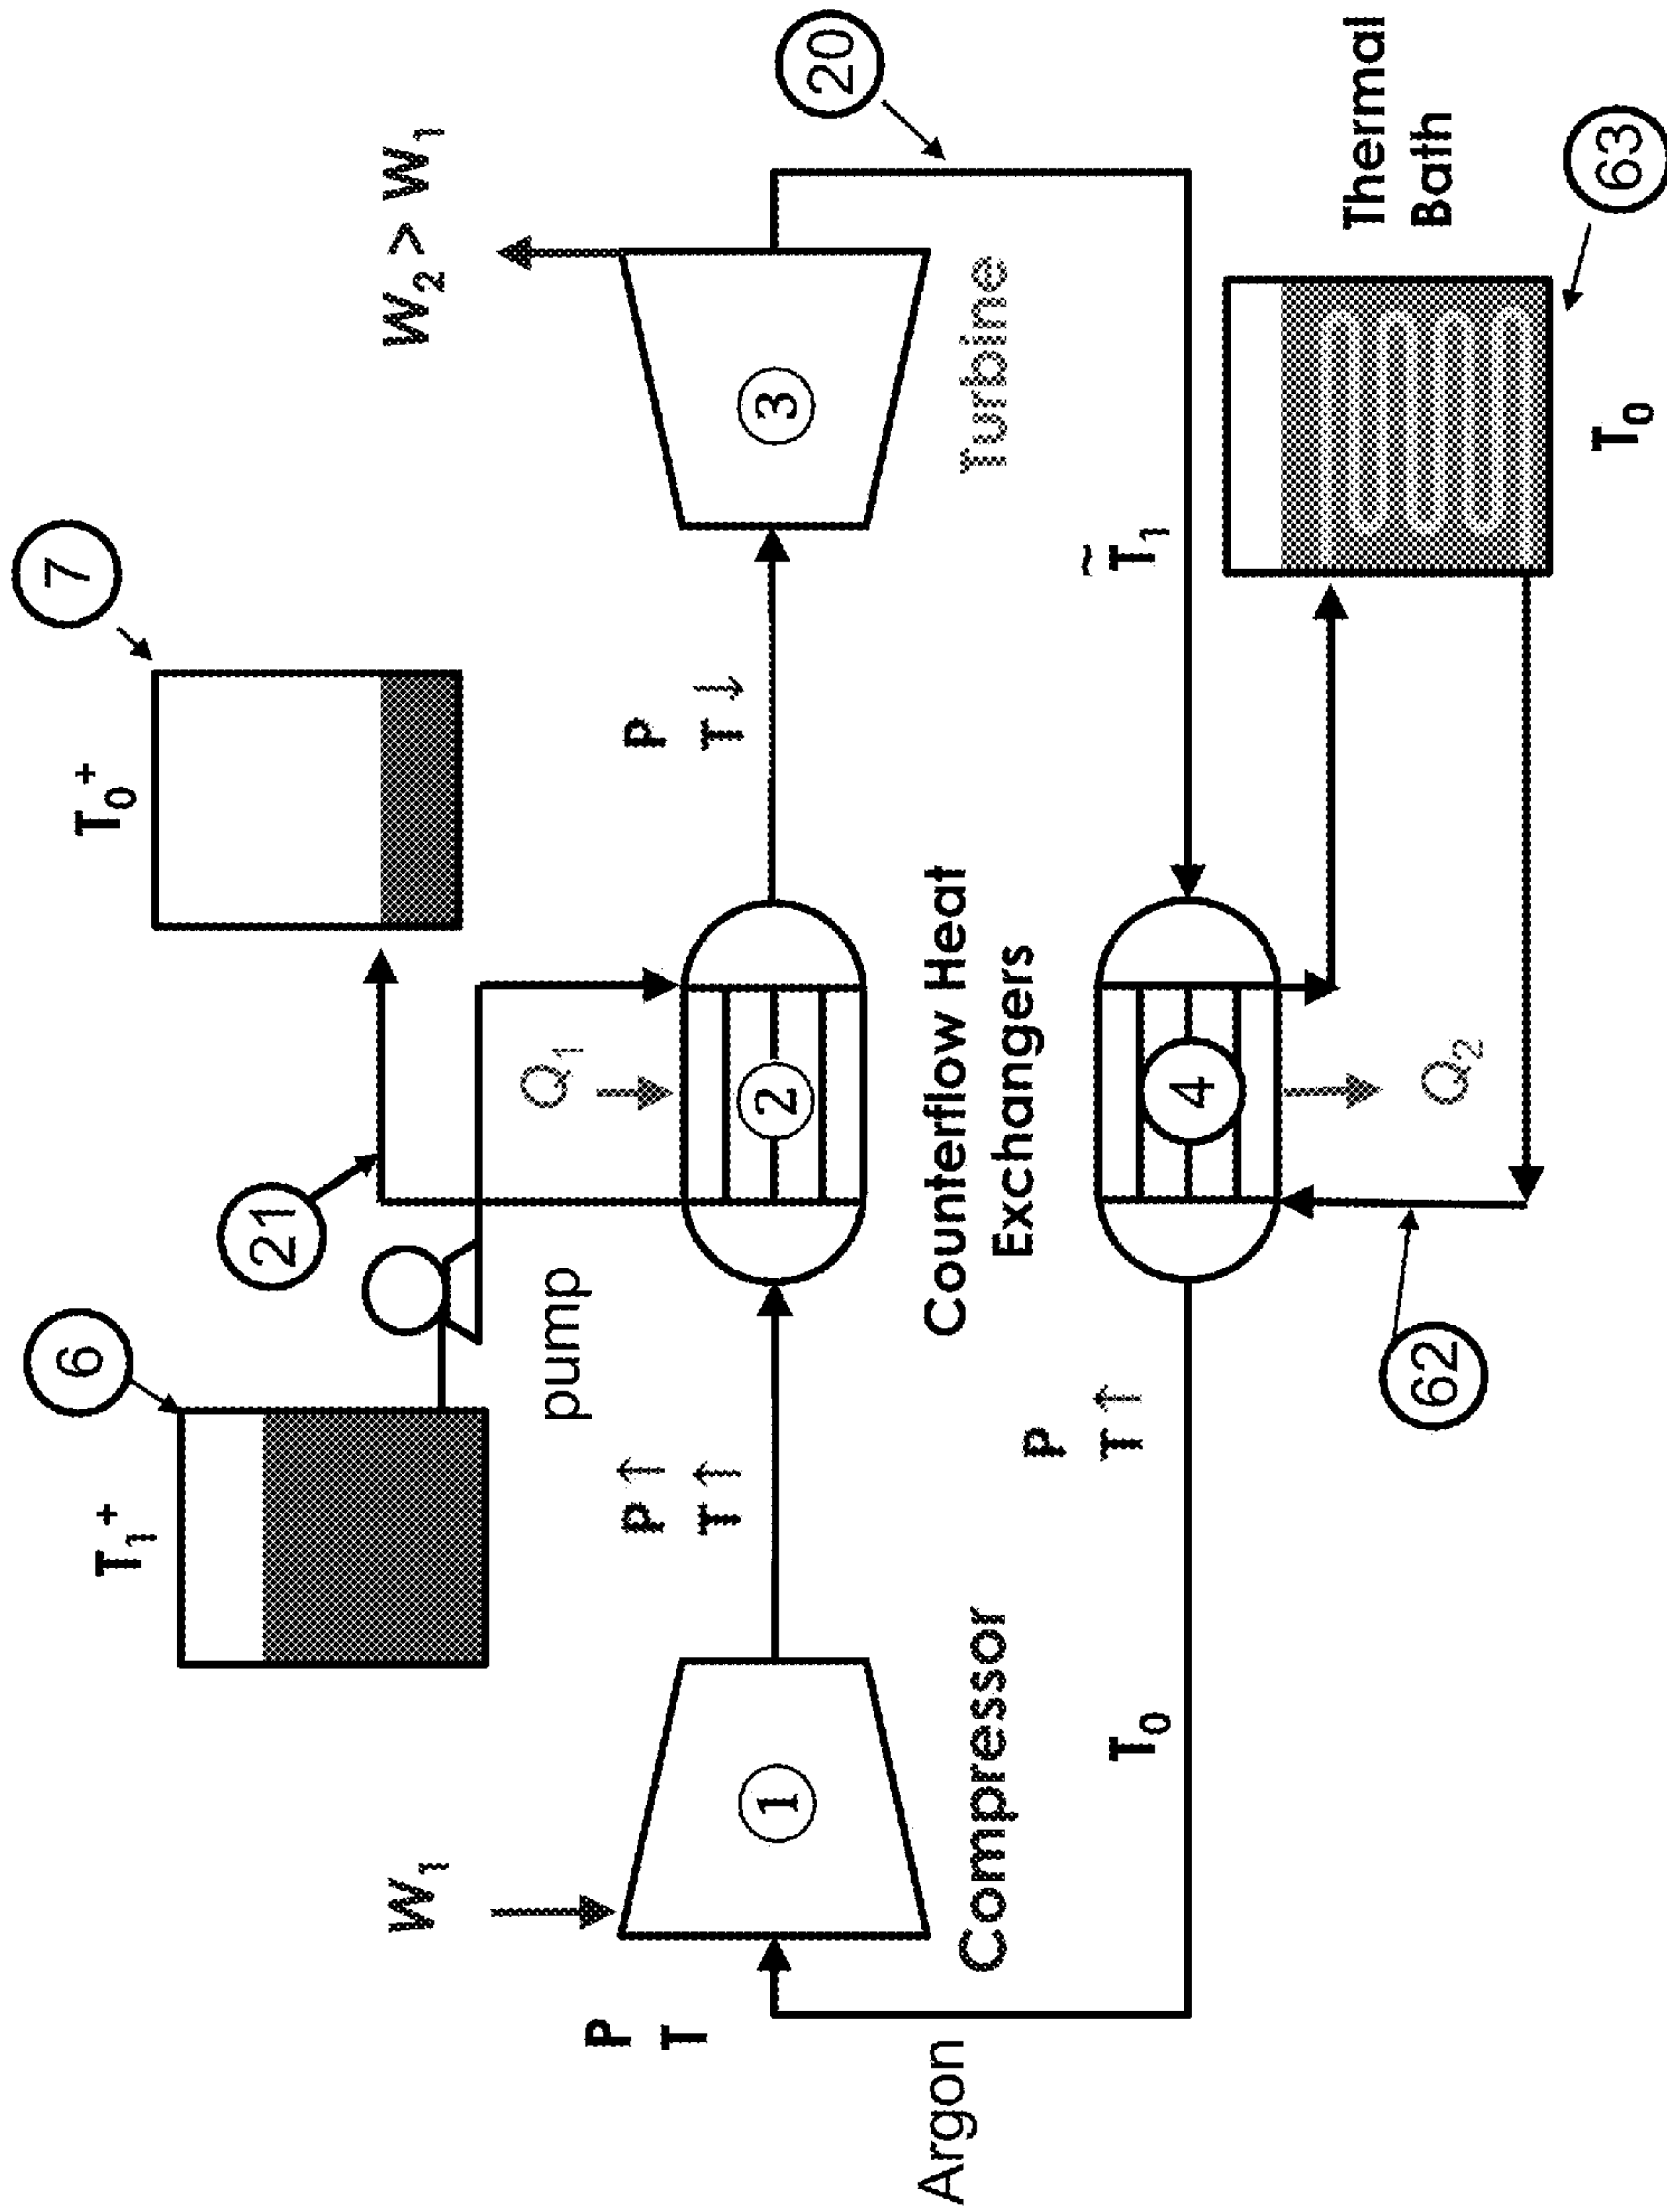 7
6
T₀⁺
T₁⁺
21
W₁
W₂ > W₁
Q₁
pump
P
T
P↑
T↑
P
T↓
1
2
3
20
Argon
Compressor
Counterflow Heat
Exchangers
Turbine
P
T↑
T₀
T̃₁
4
Thermal
Bath
62
Q₂
T₀
63